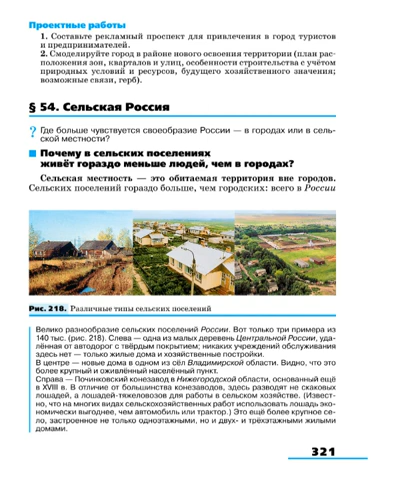 Проектные работы
1. Составьте рекламный проспект для привлечения в город туристов
и предпринимателей.
2. Смоделируйте город в районе нового освоения территории (план рас-
положения зон, кварталов и улиц, особенности строительства с учётом
природных условий и ресурсов, будущего хозяйственного значения;
возможные связи, герб).
§ 54. Сельская Россия
? Где больше чувствуется своеобразие России — в городах или в сель-
ской местности?
Почему в сельских поселениях
живёт гораздо меньше людей, чем в городах?
Сельская местность — это обитаемая территория вне городов.
Сельских поселений гораздо больше, чем городских: всего в России
Рис. 218. Различные типы сельских поселений
Велико разнообразие сельских поселений России. Вот только три примера из
140 тыс. (рис. 218). Слева — одна из малых деревень Центральной России, уда-
лённая от автодорог с твёрдым покрытием; никаких учреждений обслуживания
здесь нет — только жилые дома и хозяйственные постройки.
В центре — новые дома в одном из сёл Владимирской области. Видно, что это
более крупный и оживлённый населённый пункт.
Справа — Починковский конезавод в Нижегородской области, основанный ещё
в XVIII в. В отличие от большинства конезаводов, здесь разводят не скаковых
лошадей, а лошадей-тяжеловозов для работы в сельском хозяйстве. (Извест-
но, что на многих видах сельскохозяйственных работ использовать лошадь эко-
номически выгоднее, чем автомобиль или трактор.) Это ещё более крупное се-
ло, застроенное не только одноэтажными, но и двух- и трёхэтажными жилыми
домами.
321